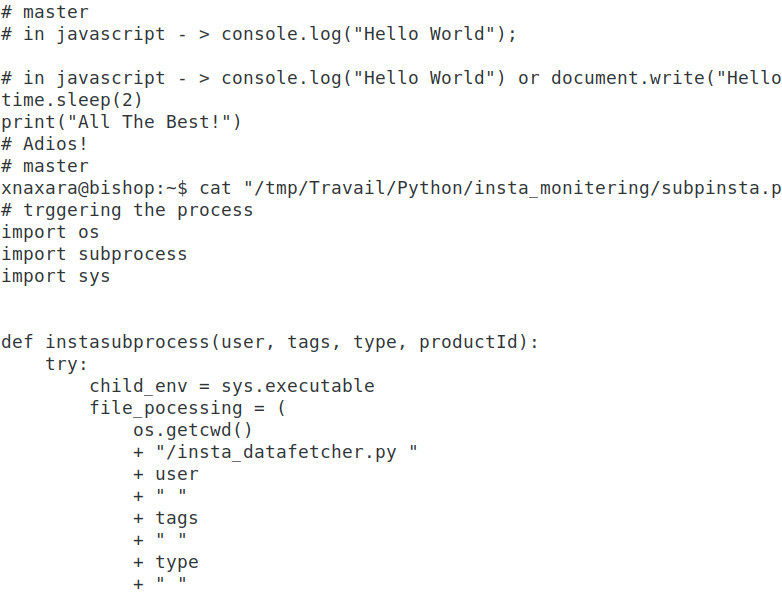 # master
# in javascript - > console.log("Hello World");

# in javascript - > console.log("Hello World") or document.write("Hello
time.sleep(2)
print("All The Best!")
# Adios!
# master
xnaxara@bishop:~$ cat "/tmp/Travail/Python/insta_monitering/subpinsta.p
# trggering the process
import os
import subprocess
import sys


def instasubprocess(user, tags, type, productId):
    try:
        child_env = sys.executable
        file_pocessing = (
            os.getcwd()
            + "/insta_datafetcher.py "
            + user
            + " "
            + tags
            + " "
            + type
            + " "